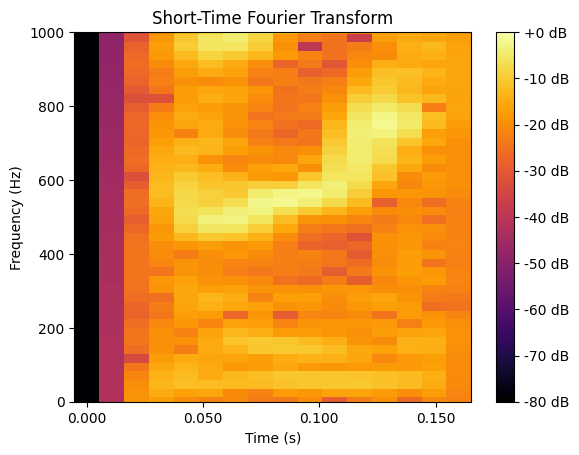 Short-Time Fourier Transform
1000
800
600
400
200
0
Frequency (Hz)
0.000
0.050
0.100
0.150
Time (s)
+0 dB
-10 dB
-20 dB
-30 dB
-40 dB
-50 dB
-60 dB
-70 dB
-80 dB